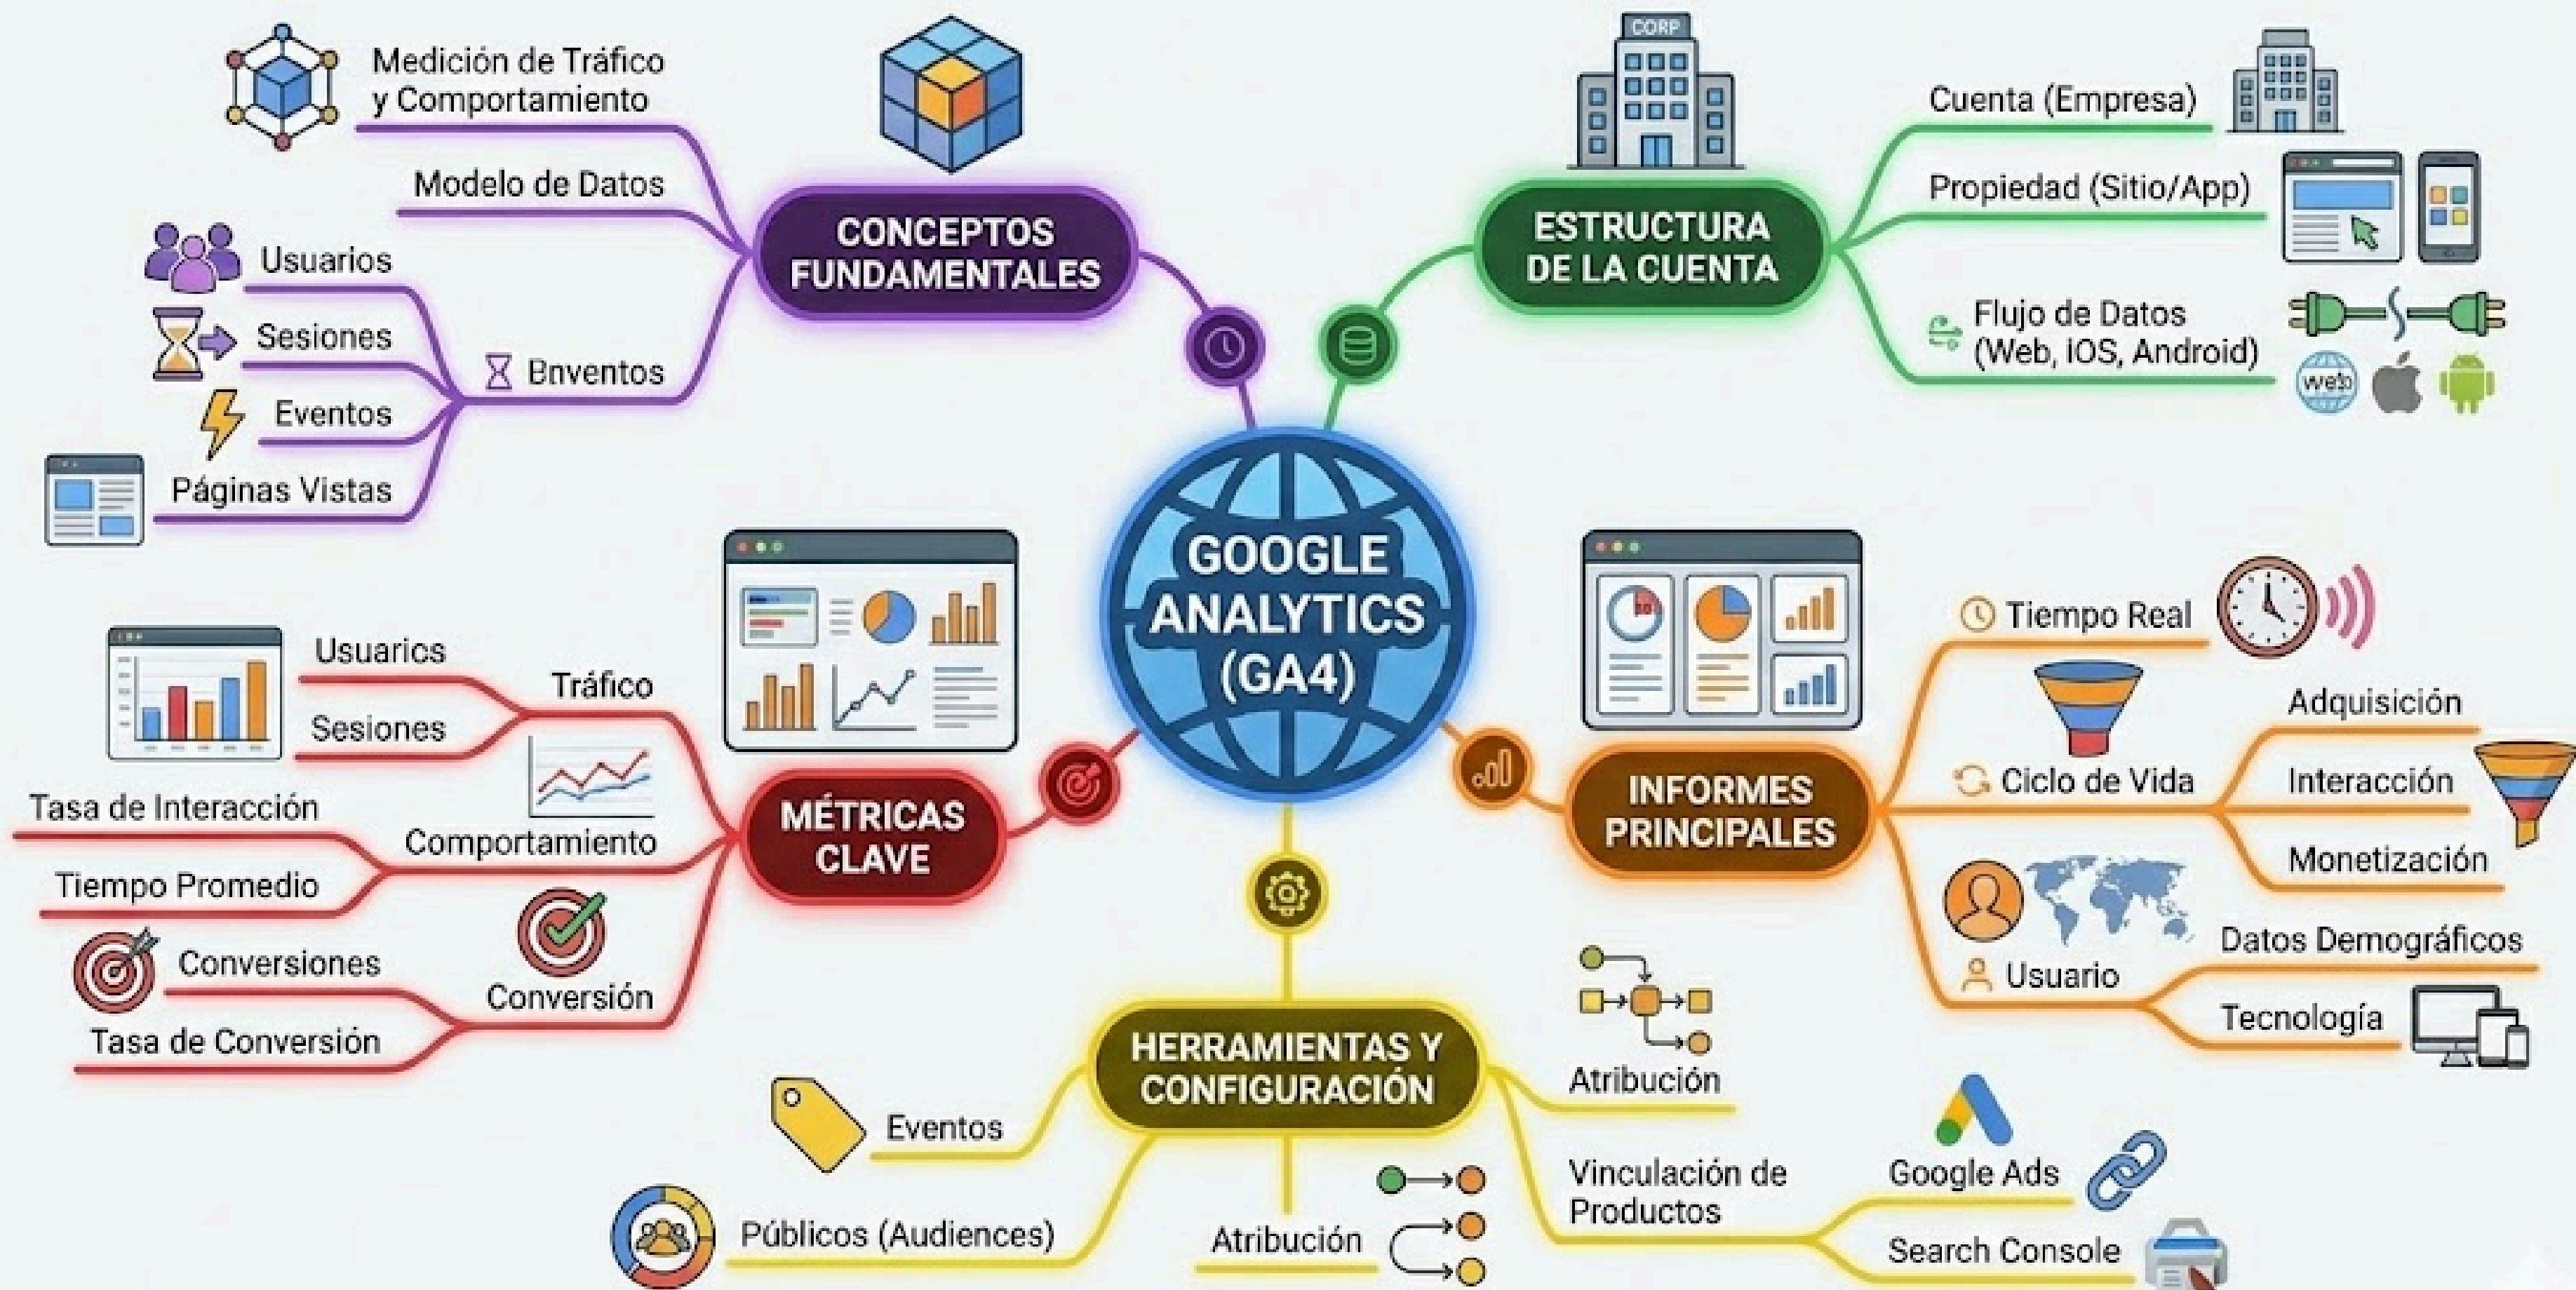 Medición de Tráfico
y Comportamiento
Modelo de Datos
Usuarios
Sesiones
Bnventos
Eventos
Páginas Vistas
CONCEPTOS
FUNDAMENTALES
CORP
ESTRUCTURA
DE LA CUENTA
Cuenta (Empresa)
Propiedad (Sitio/App)
Flujo de Datos
(Web, iOS, Android)
web
GOOGLE
ANALYTICS
(GA4)
Usuarios
Tráfico
Sesiones
Tasa de Interacción
Comportamiento
Tiempo Promedio
Conversiones
Conversión
Tasa de Conversión
MÉTRICAS
CLAVE
INFORMES
PRINCIPALES
Tiempo Real
Ciclo de Vida
Adquisición
Interacción
Monetización
Usuario
Datos Demográficos
Tecnología
HERRAMIENTAS Y
CONFIGURACIÓN
Eventos
Públicos (Audiences)
Atribución
Atribución
Vinculación de
Productos
Google Ads
Search Console